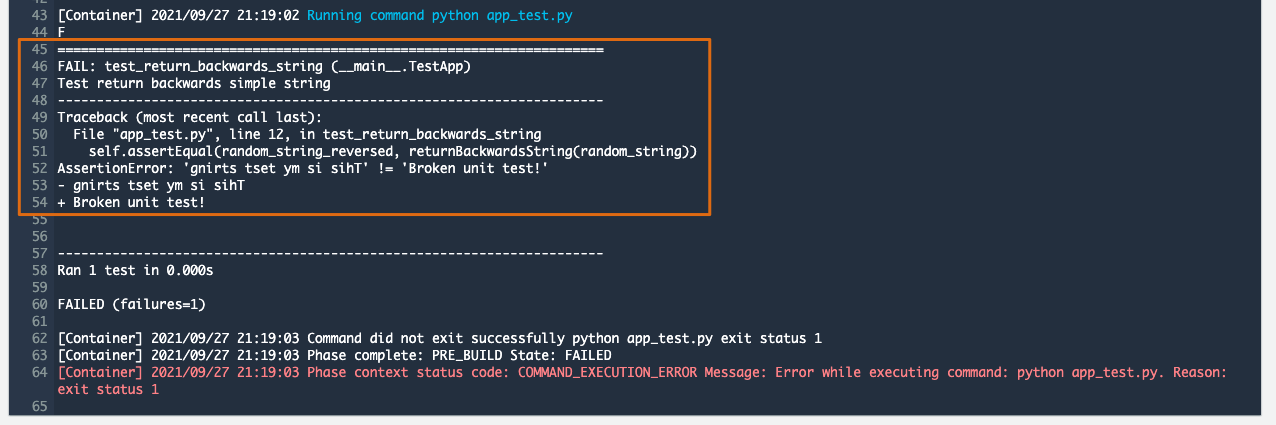 42
43 [Container] 2021/09/27 21:19:02 Running command python app_test.py
44 F
45 ======================================================================
46 FAIL: test_return_backwards_string (__main__.TestApp)
47 Test return backwards simple string
48 ----------------------------------------------------------------------
49 Traceback (most recent call last):
50   File "app_test.py", line 12, in test_return_backwards_string
51     self.assertEqual(random_string_reversed, returnBackwardsString(random_string))
52 AssertionError: 'gnirts tset ym si sihT' != 'Broken unit test!'
53 - gnirts tset ym si sihT
54 + Broken unit test!
55
56
57 ----------------------------------------------------------------------
58 Ran 1 test in 0.000s
59
60 FAILED (failures=1)
61
62 [Container] 2021/09/27 21:19:03 Command did not exit successfully python app_test.py exit status 1
63 [Container] 2021/09/27 21:19:03 Phase complete: PRE_BUILD State: FAILED
64 [Container] 2021/09/27 21:19:03 Phase context status code: COMMAND_EXECUTION_ERROR Message: Error while executing command: python app_test.py. Reason:
exit status 1
65